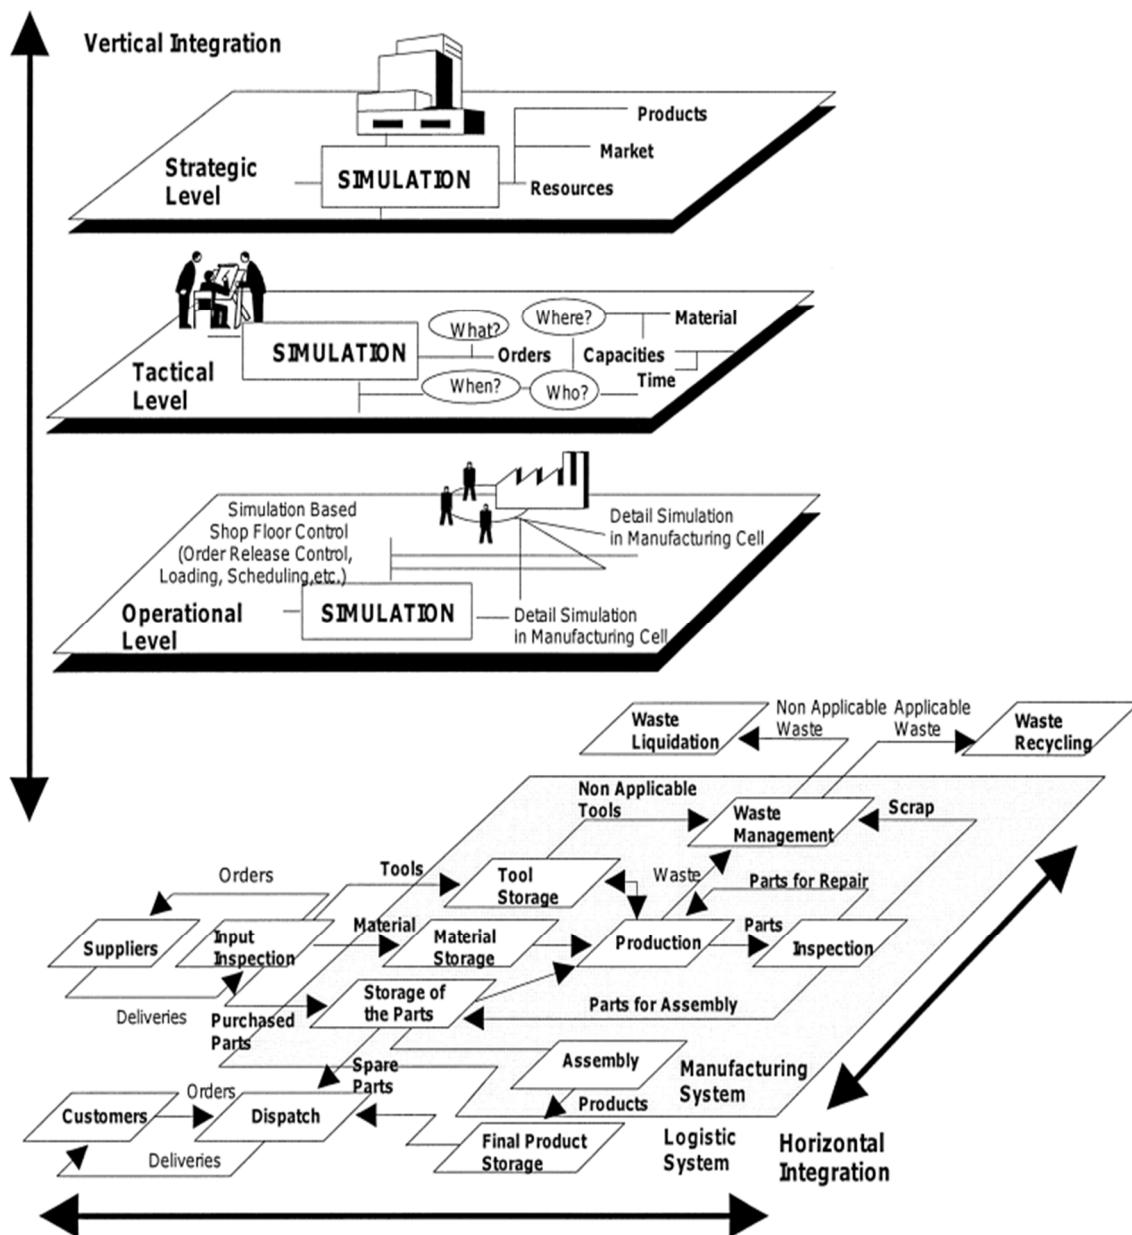 Vertical Integration
Products
Market
Strategic
Level
SIMULATION
Resources
What?
Where?
Material
SIMULATION
Orders
Capacities
Tactical
Level
When?
Who?
Time
Simulation Based
Shop Floor Control
(Order Release Control,
Loading, Scheduling,etc.)
Detail Simulation
in Manufacturing Cell
Operational
Level
SIMULATION
Detail Simulation
in Manufacturing Cell
Waste
Liquidation
Non Applicable
Waste
Applicable
Waste
Waste
Recycling
Non Applicable
Tools
Waste
Management
Scrap
Orders
Tools
Tool
Storage
Waste
Parts for Repair
Suppliers
Input
Inspection
Material
Material
Storage
Production
Parts
Inspection
Deliveries
Purchased
Parts
Storage of
the Parts
Parts for Assembly
Spare
Parts
Assembly
Manufacturing
System
Customers
Orders
Dispatch
Products
Deliveries
Final Product
Storage
Logistic
System
Horizontal
Integration